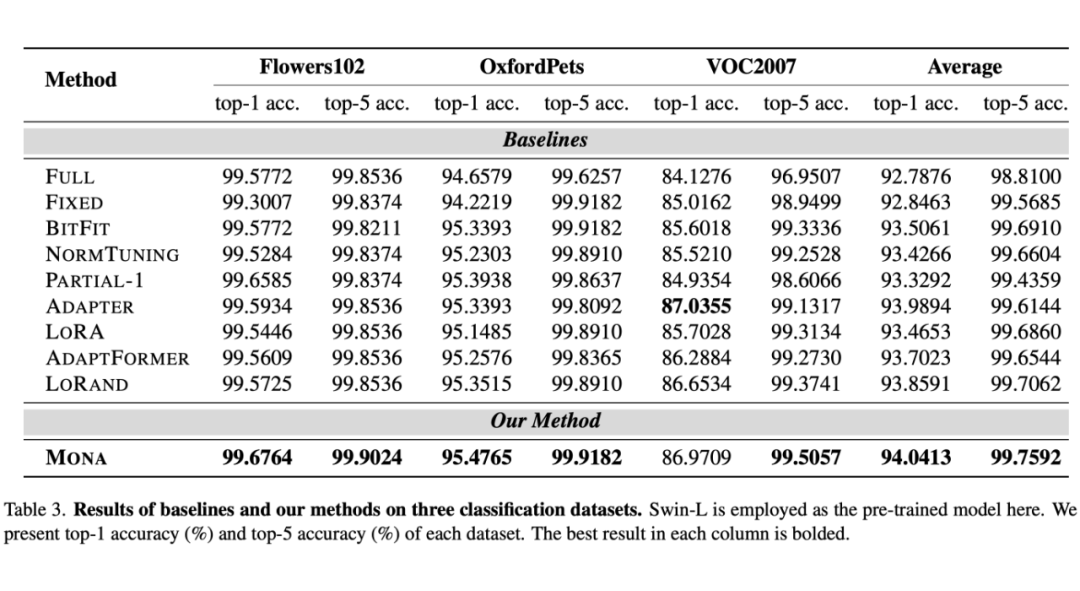 Method Flowers102 OxfordPets VOC2007 Average
top-1 acc. top-5 acc. top-1 acc. top-5 acc. top-1 acc. top-5 acc. top-1 acc. top-5 acc.
Baselines
FULL 99.5772 99.8536 94.6579 99.6257 84.1276 96.9507 92.7876 98.8100
FIXED 99.3007 99.8374 94.2219 99.9182 85.0162 98.9499 92.8463 99.5685
BITFIT 99.5772 99.8211 95.3393 99.9182 85.6018 99.3336 93.5061 99.6910
NORMTUNING 99.5284 99.8374 95.2303 99.8910 85.5210 99.2528 93.4266 99.6604
PARTIAL-1 99.6585 99.8374 95.3938 99.8637 84.9354 98.6066 93.3292 99.4359
ADAPTER 99.5934 99.8536 95.3393 99.8092 87.0355 99.1317 93.9894 99.6144
LORA 99.5446 99.8536 95.1485 99.8910 85.7028 99.3134 93.4653 99.6860
ADAPTFORMER 99.5609 99.8536 95.2576 99.8365 86.2884 99.2730 93.7023 99.6544
LORAND 99.5725 99.8536 95.3515 99.8910 86.6534 99.3741 93.8591 99.7062
Our Method
MONA 99.6764 99.9024 95.4765 99.9182 86.9709 99.5057 94.0413 99.7592
Table 3. Results of baselines and our methods on three classification datasets. Swin-L is employed as the pre-trained model here. We
present top-1 accuracy (%) and top-5 accuracy (%) of each dataset. The best result in each column is bolded.